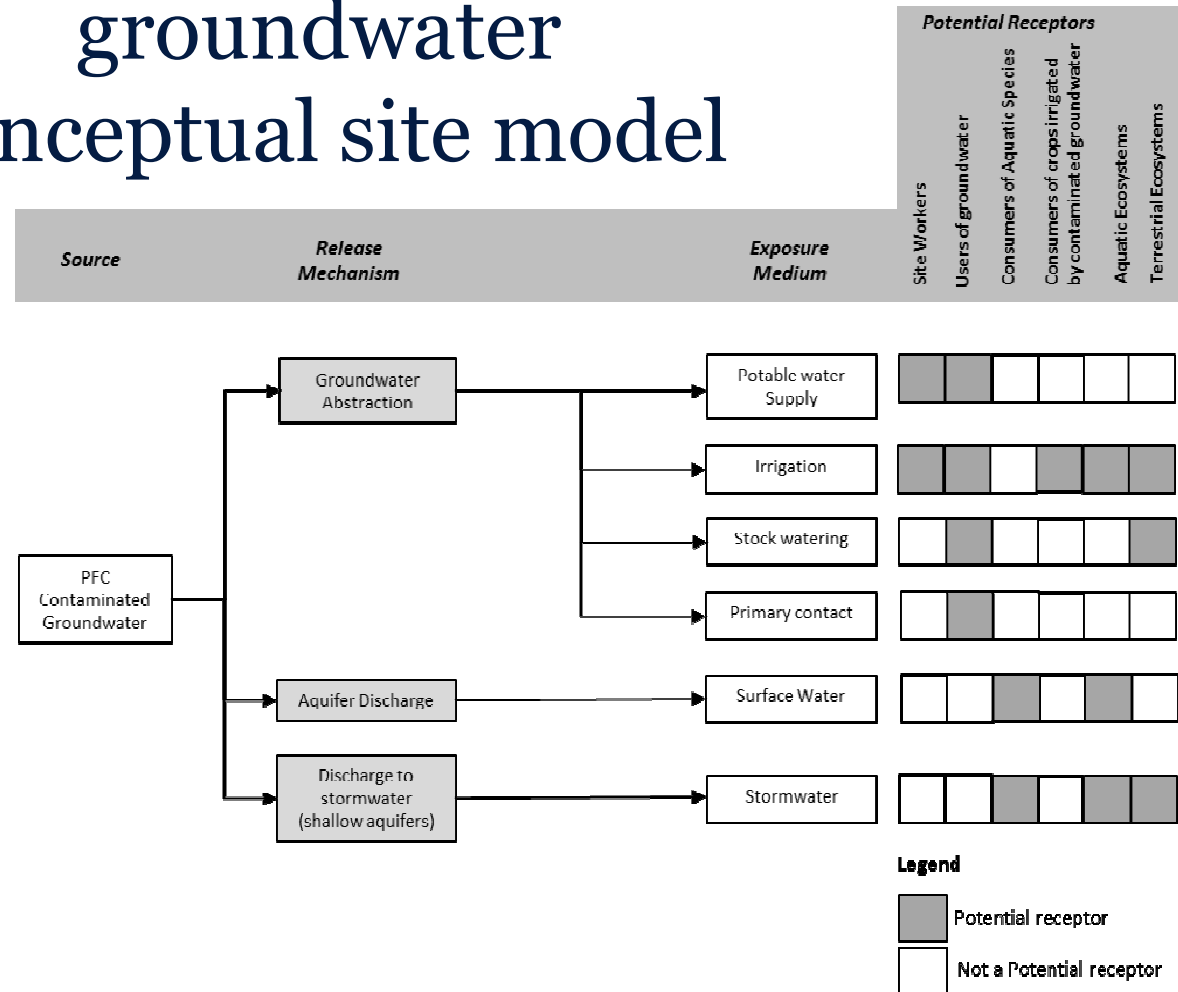 groundwater
nceptual site model
Potential Receptors
Site Workers
Users of groundwater
Consumers of Aquatic Species
Consumers of crops irrigated
by contaminated groundwater
Aquatic Ecosystems
Terrestrial Ecosystems
Source
Release
Mechanism
Exposure
Medium
Groundwater
Abstraction
Potable water
Supply
Irrigation
Stock watering
PFC
Contaminated
Groundwater
Primary contact
Aquifer Discharge
Surface Water
Discharge to
stormwater
(shallow aquifers)
Stormwater
Legend
Potential receptor
Not a Potential receptor